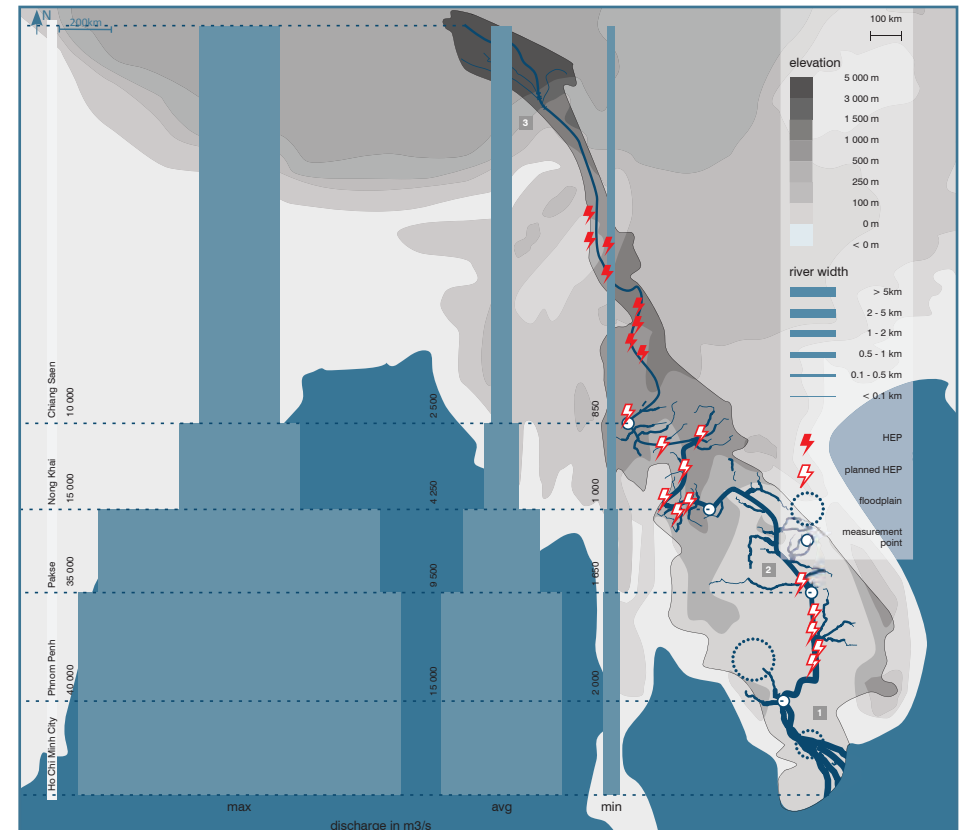 N
200km
100 km
elevation
5 000 m
3 000 m
1 500 m
1 000 m
500 m
250 m
100 m
0 m
< 0 m
river width
> 5km
2 - 5 km
1 - 2 km
0.5 - 1 km
0.1 - 0.5 km
< 0.1 km
HEP
planned HEP
floodplain
measurement
point
3
2
1
Chiang Saen
10 000
2 500
850
Nong Khai
15 000
4 250
1 000
Pakse
35 000
9 500
1 650
Phnom Penh
40 000
15 000
2 000
Ho Chi Minh City
max
avg
min
discharge in m3/s